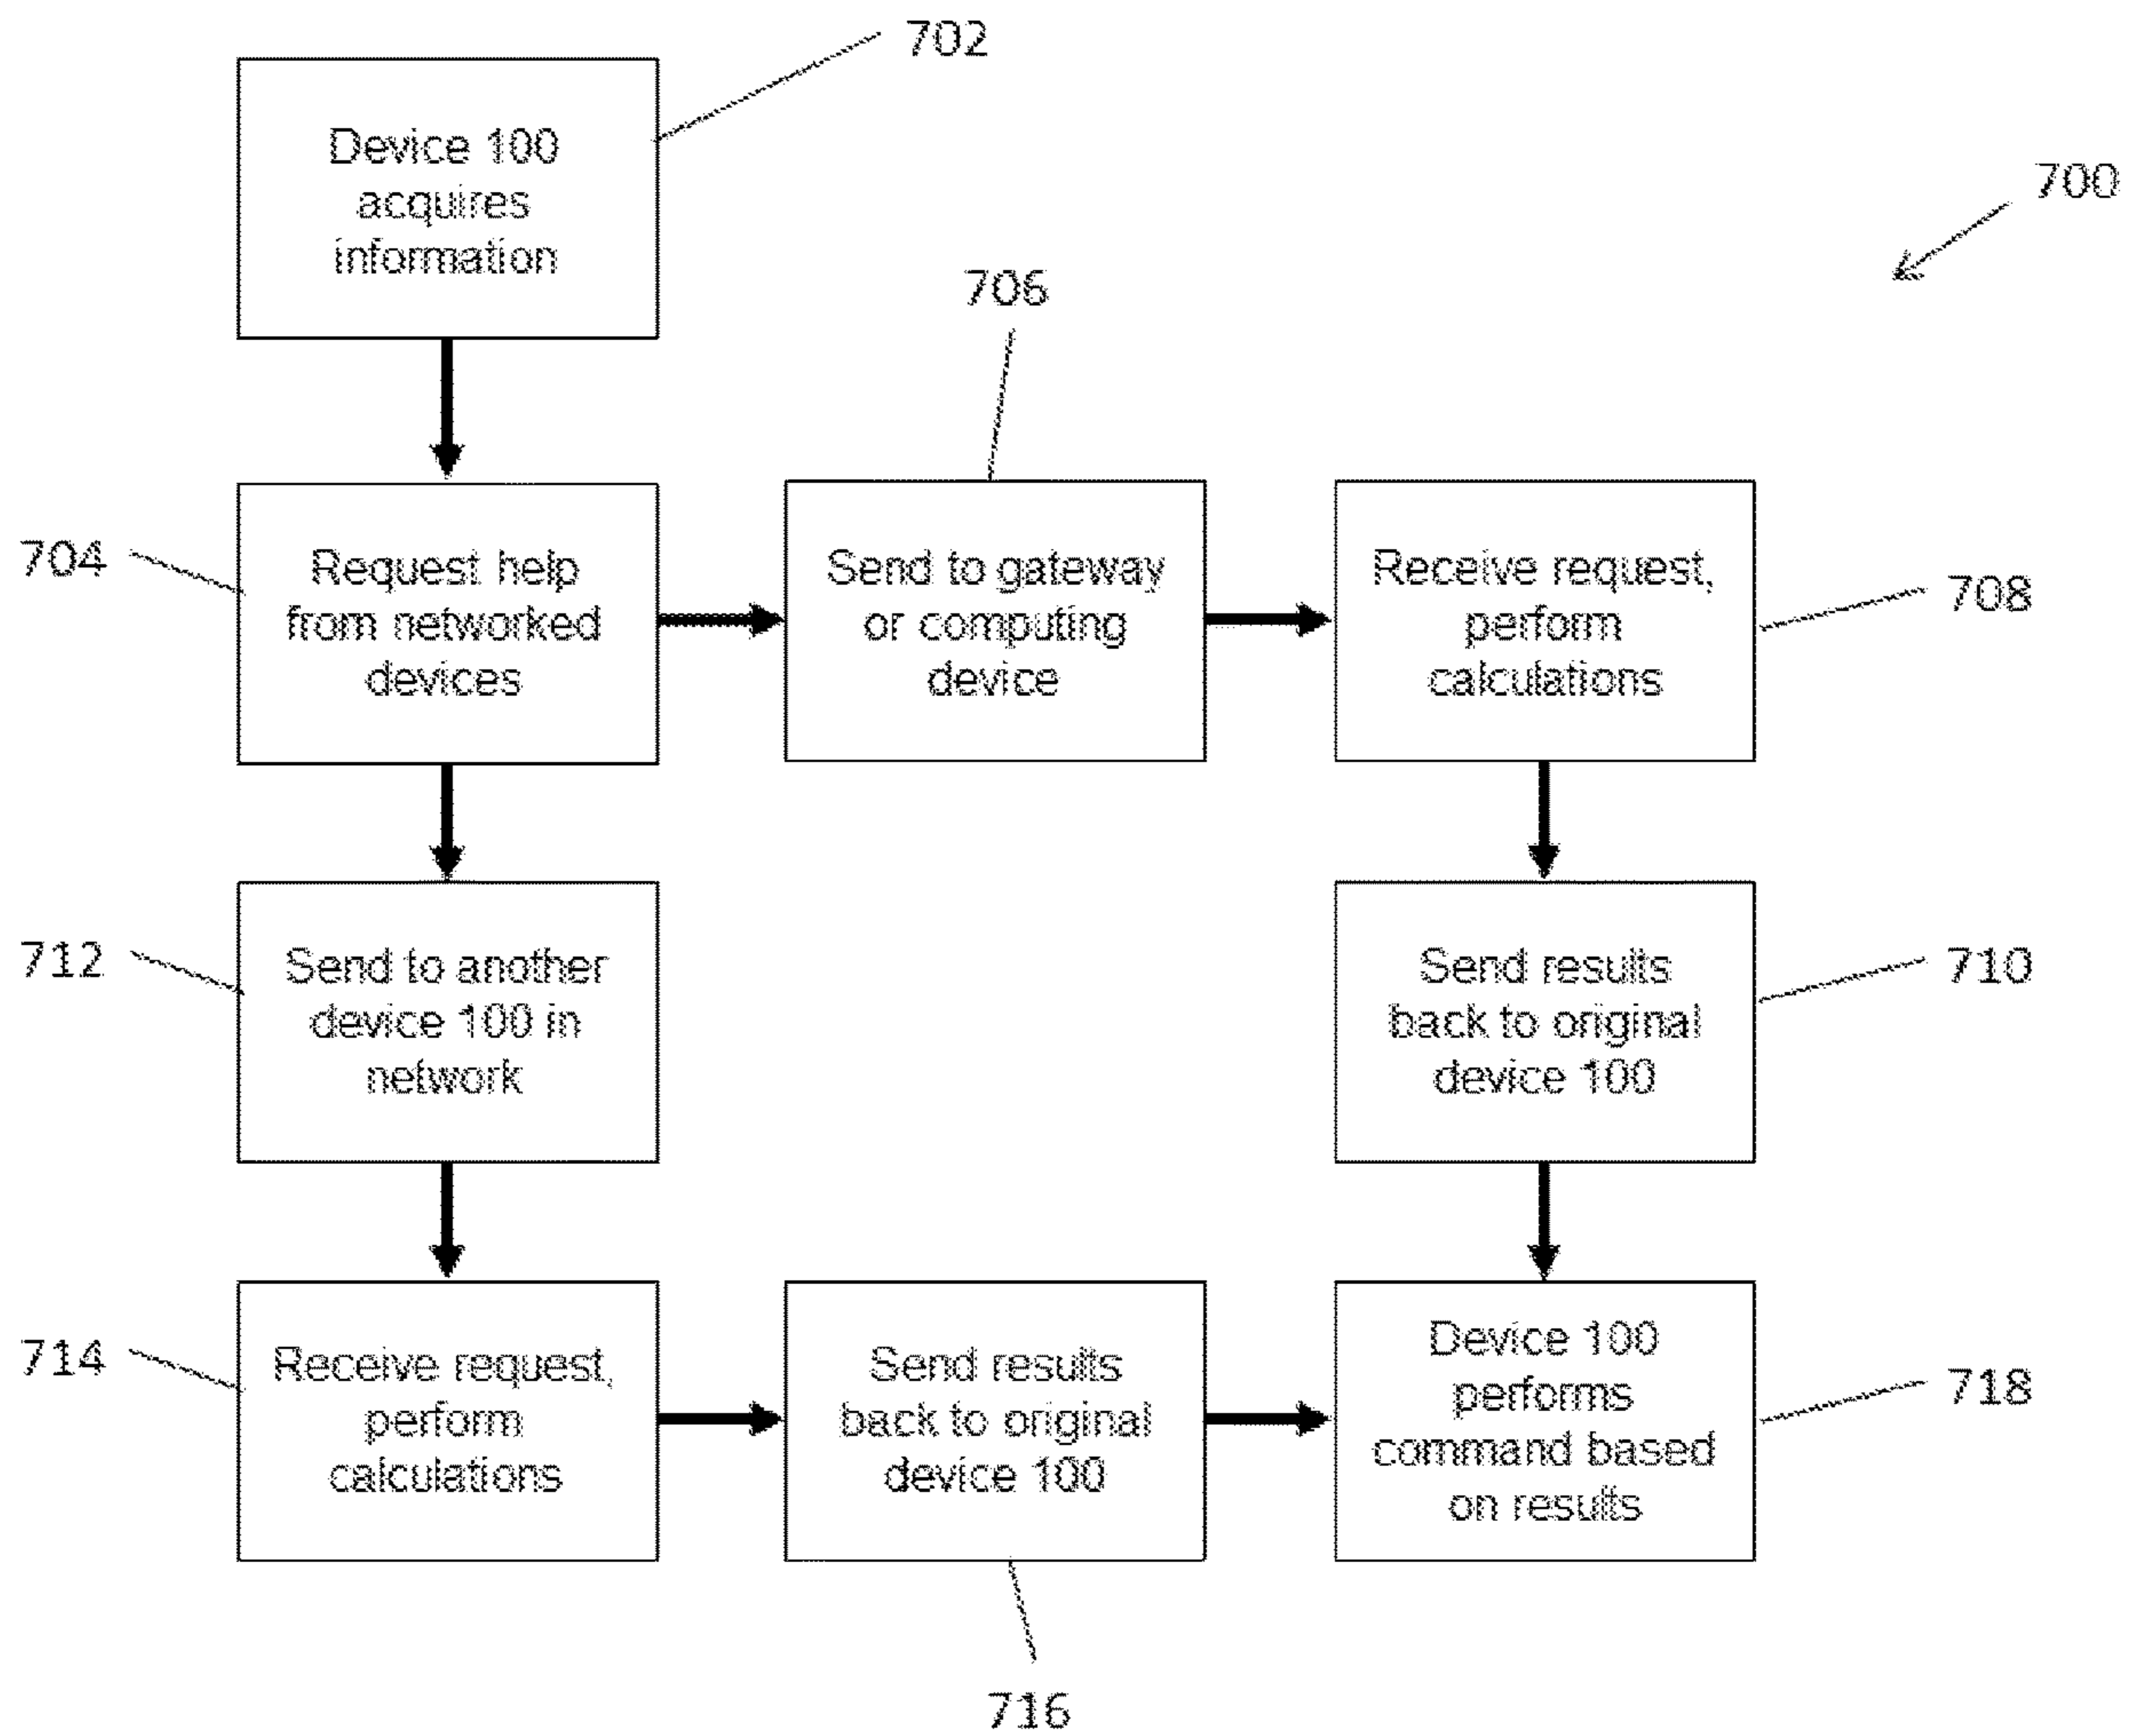 702
Device 100
acquires
information
700
706
704
Request help
from networked
devices
Send to gateway
or computing
device
Receive request,
perform
calculations
708
712
Send to another
device 100 in
network
Send results
back to original
device 100
710
714
Receive request,
perform
calculations
Send results
back to original
device 100
Device 100
performs
command based
on results
718
716